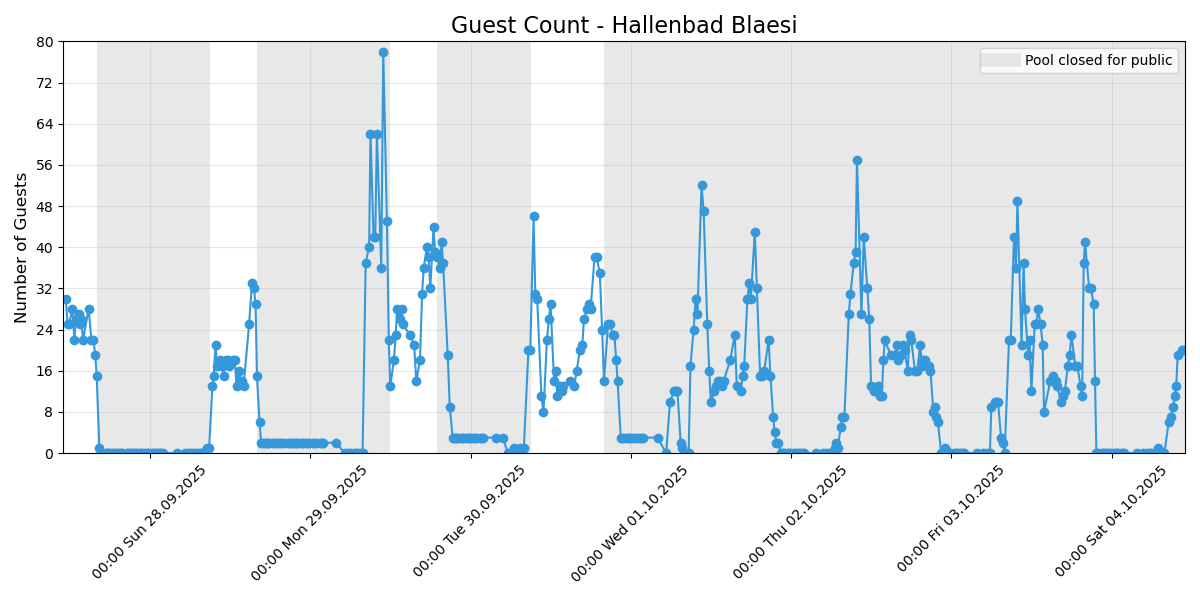 Guest Count - Hallenbad Blaesi
Pool closed for public
Number of Guests
80
72
64
56
48
40
32
24
16
8
0
00:00 Sun 28.09.2025
00:00 Mon 29.09.2025
00:00 Tue 30.09.2025
00:00 Wed 01.10.2025
00:00 Thu 02.10.2025
00:00 Fri 03.10.2025
00:00 Sat 04.10.2025